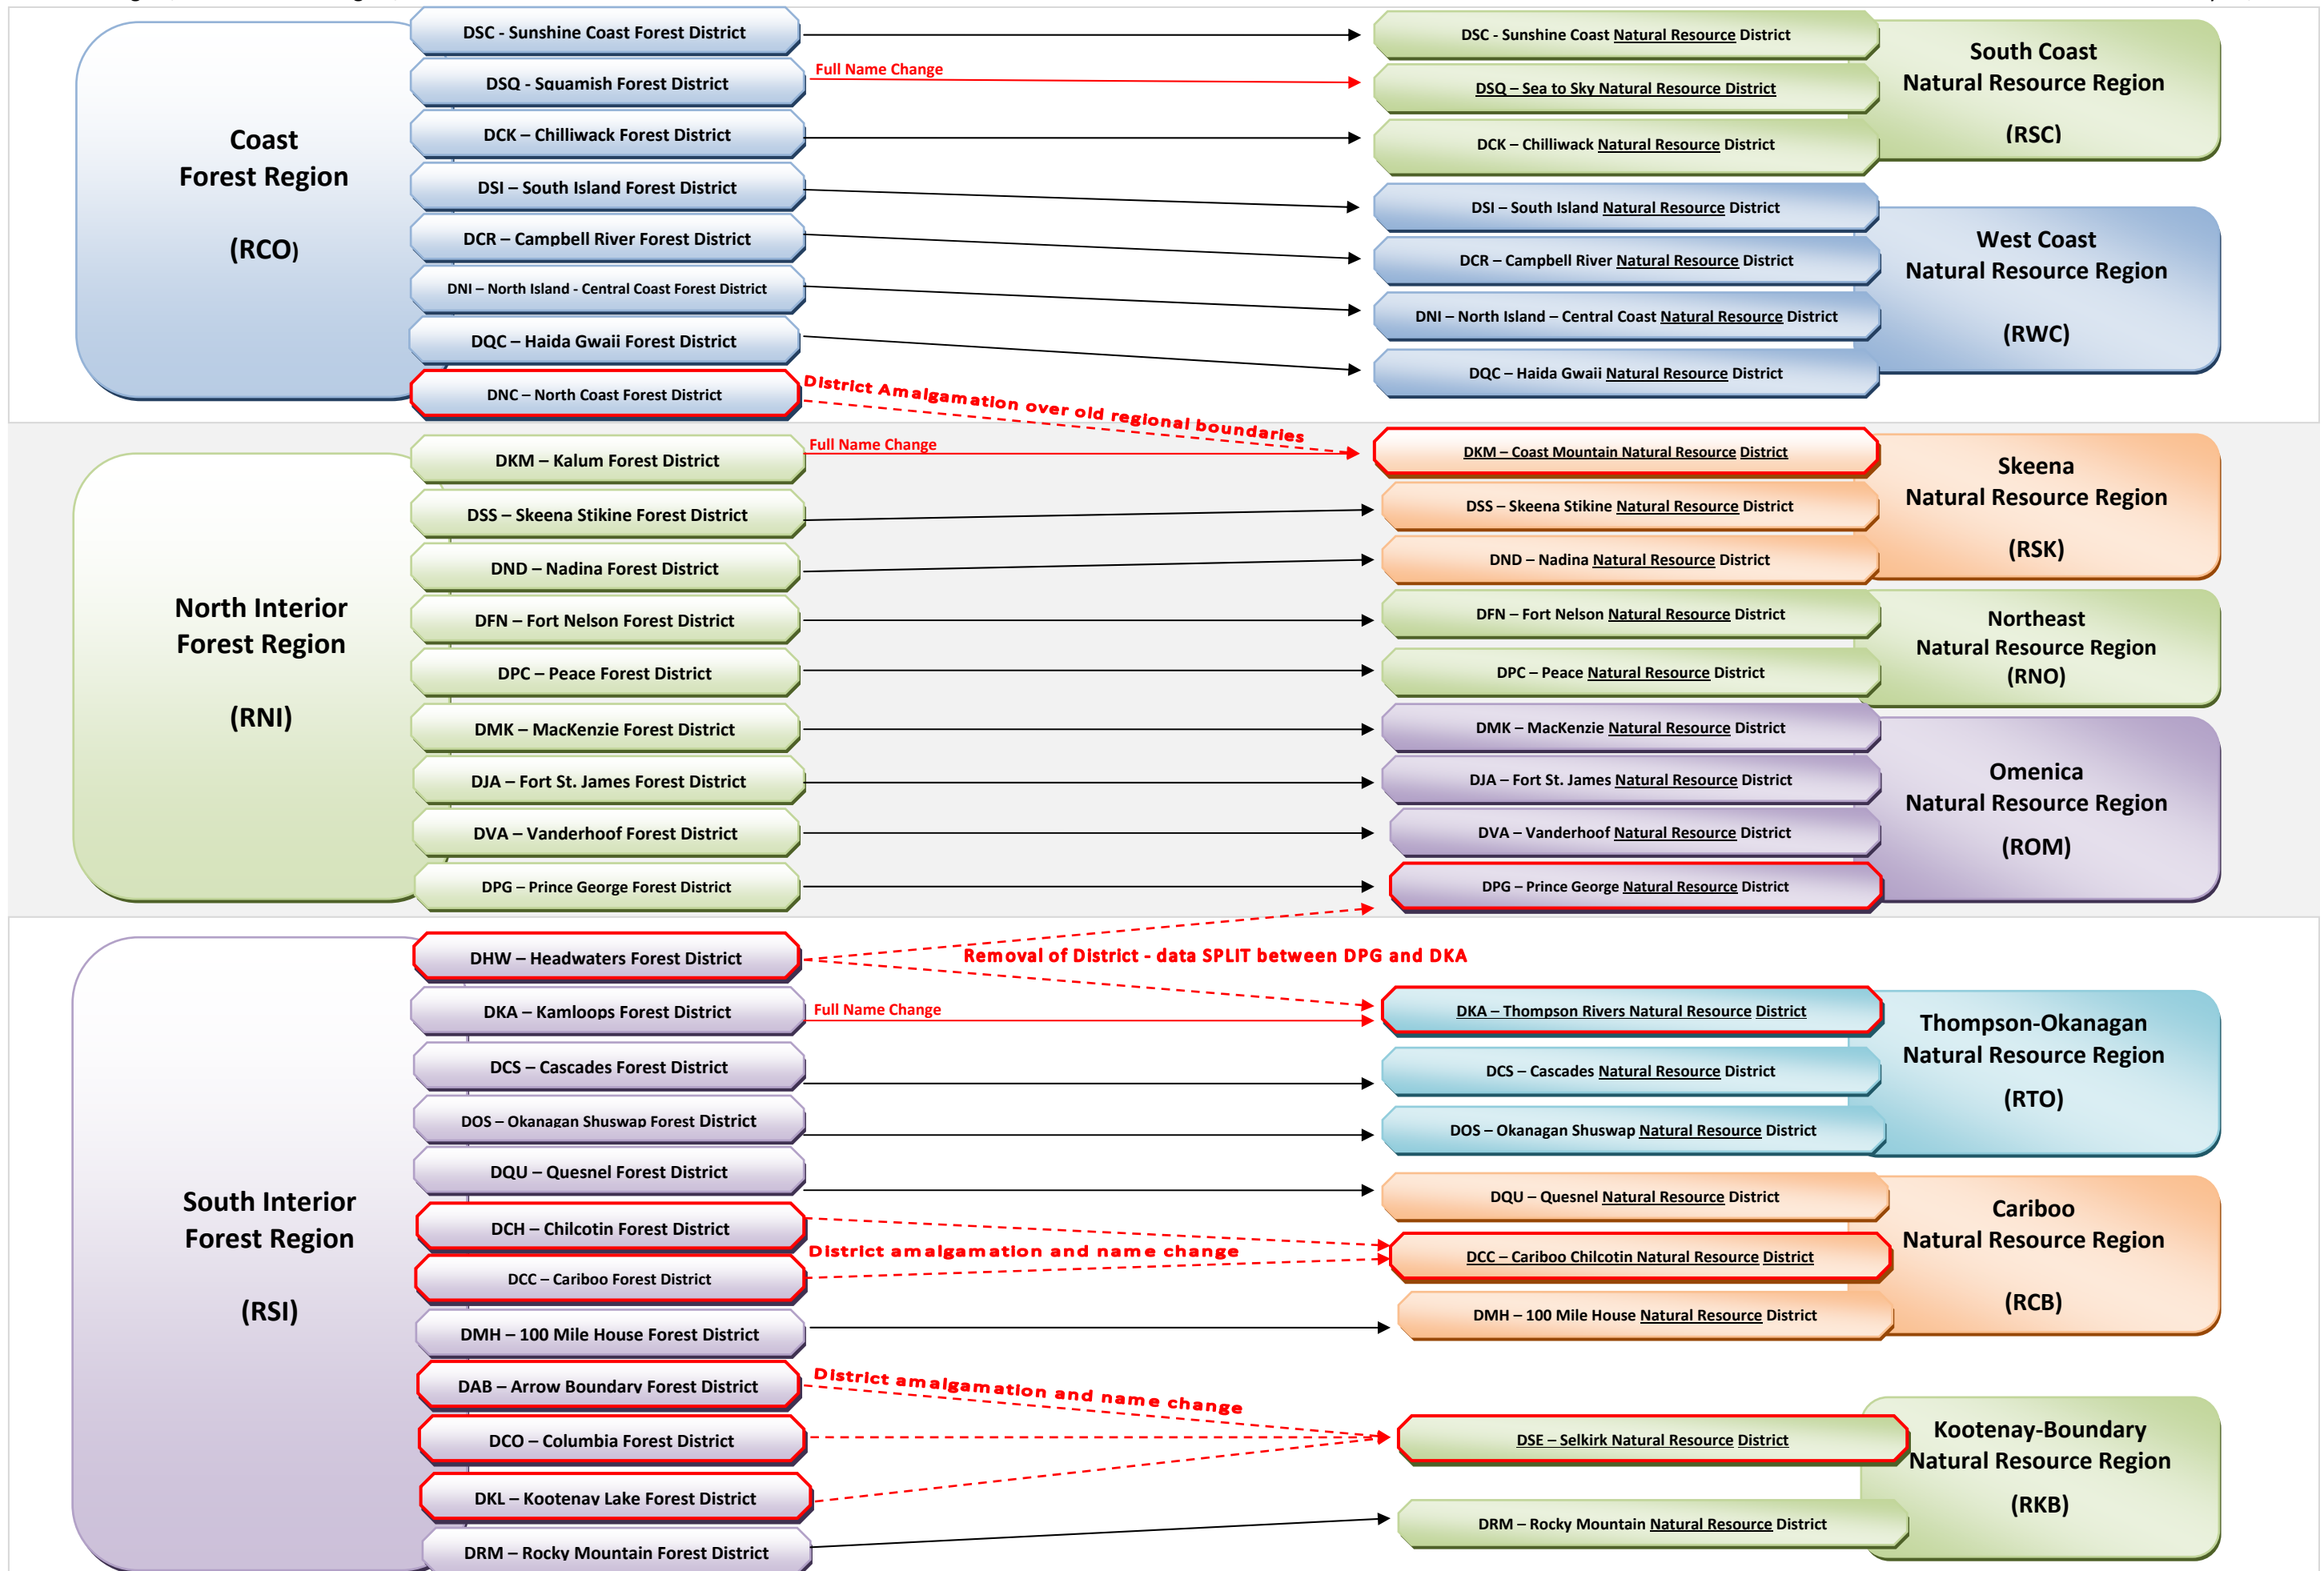 Coast
Forest Region
(RCO)
DSC - Sunshine Coast Forest District
DSQ - Squamish Forest District
DCK – Chilliwack Forest District
DSI – South Island Forest District
DCR – Campbell River Forest District
DNI – North Island - Central Coast Forest District
DQC – Haida Gwaii Forest District
DNC – North Coast Forest District
Full Name Change
District Amalgamation over old regional boundaries
DSC - Sunshine Coast Natural Resource District
DSQ – Sea to Sky Natural Resource District
DCK – Chilliwack Natural Resource District
South Coast
Natural Resource Region
(RSC)
DSI – South Island Natural Resource District
DCR – Campbell River Natural Resource District
DNI – North Island – Central Coast Natural Resource District
DQC – Haida Gwaii Natural Resource District
West Coast
Natural Resource Region
(RWC)
North Interior
Forest Region
(RNI)
DKM – Kalum Forest District
DSS – Skeena Stikine Forest District
DND – Nadina Forest District
DFN – Fort Nelson Forest District
DPC – Peace Forest District
DMK – MacKenzie Forest District
DJA – Fort St. James Forest District
DVA – Vanderhoof Forest District
DPG – Prince George Forest District
Full Name Change
DKM – Coast Mountain Natural Resource District
DSS – Skeena Stikine Natural Resource District
DND – Nadina Natural Resource District
Skeena
Natural Resource Region
(RSK)
DFN – Fort Nelson Natural Resource District
DPC – Peace Natural Resource District
Northeast
Natural Resource Region
(RNO)
DMK – MacKenzie Natural Resource District
DJA – Fort St. James Natural Resource District
DVA – Vanderhoof Natural Resource District
DPG – Prince George Natural Resource District
Omenica
Natural Resource Region
(ROM)
South Interior
Forest Region
(RSI)
DHW – Headwaters Forest District
DKA – Kamloops Forest District
DCS – Cascades Forest District
DOS – Okanagan Shuswap Forest District
DQU – Quesnel Forest District
DCH – Chilcotin Forest District
DCC – Cariboo Forest District
DMH – 100 Mile House Forest District
DAB – Arrow Boundary Forest District
DCO – Columbia Forest District
DKL – Kootenay Lake Forest District
DRM – Rocky Mountain Forest District
Removal of District - data SPLIT between DPG and DKA
Full Name Change
District amalgamation and name change
District amalgamation and name change
DKA – Thompson Rivers Natural Resource District
DCS – Cascades Natural Resource District
DOS – Okanagan Shuswap Natural Resource District
Thompson-Okanagan
Natural Resource Region
(RTO)
DQU – Quesnel Natural Resource District
DCC – Cariboo Chilcotin Natural Resource District
DMH – 100 Mile House Natural Resource District
Cariboo
Natural Resource Region
(RCB)
DSE – Selkirk Natural Resource District
DRM – Rocky Mountain Natural Resource District
Kootenay-Boundary
Natural Resource Region
(RKB)